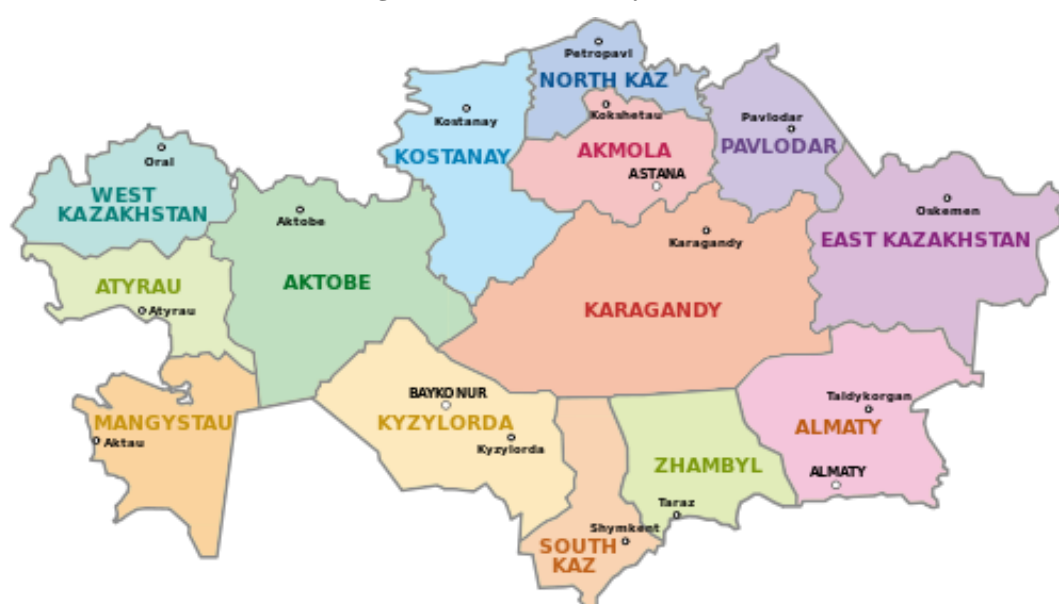 Petropavl
NORTH KAZ
Kostanay
Kokshetau
Pavlodar
KOSTANAY
AKMOLA
PAVLODAR
ASTANA
Oral
WEST
KAZAKHSTAN
Aktobe
Oskemen
Karagandy
EAST KAZAKHSTAN
ATYRAU
Atyrau
AKTOBE
KARAGANDY
BAYKONUR
KYZYLORDA
Kyzylorda
MANGYSTAU
Aktau
Taldykorgan
ALMATY
ALMATY
ZHAMBYL
Taraz
Shymkent
SOUTH
KAZ